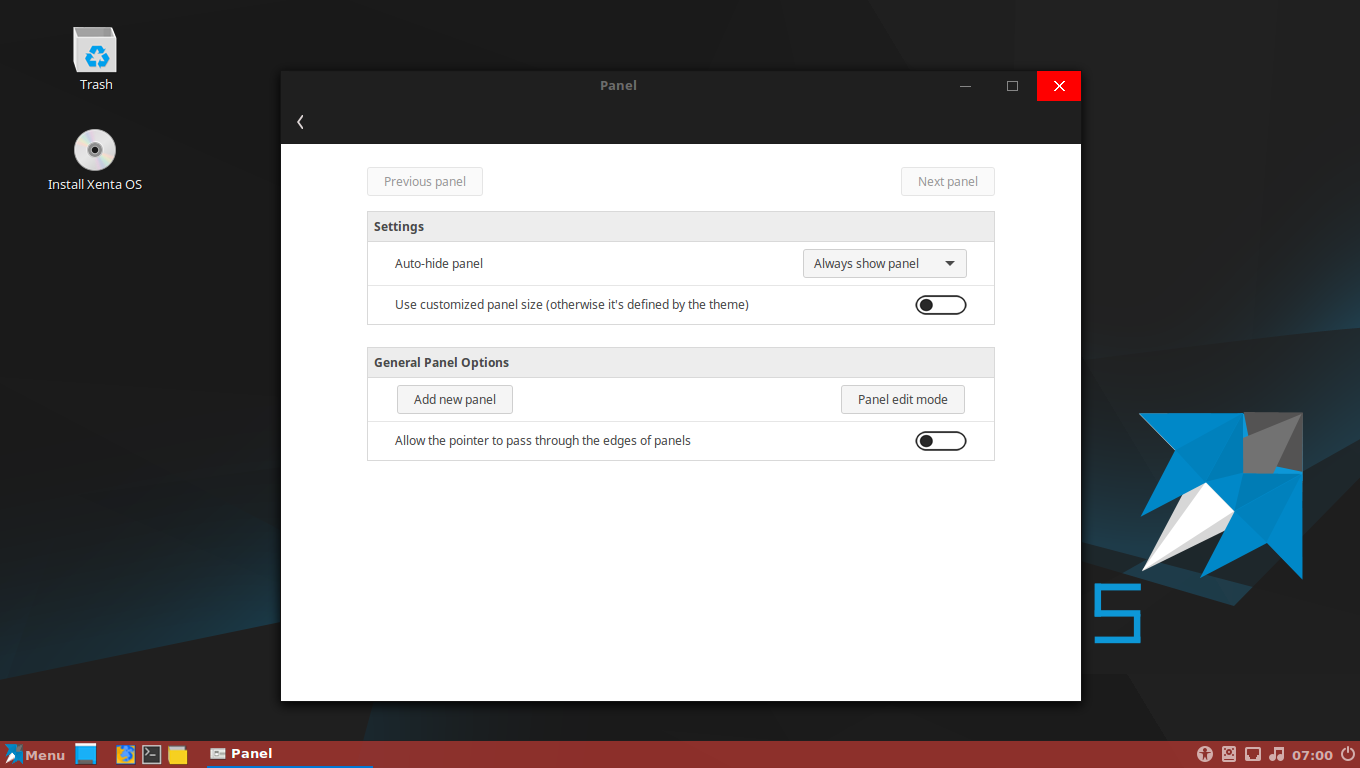 Trash
Install Xenta OS
Panel
Previous panel
Next panel
Settings
Auto-hide panel
Always show panel
Use customized panel size (otherwise it's defined by the theme)
General Panel Options
Add new panel
Panel edit mode
Allow the pointer to pass through the edges of panels
S
Menu
Panel
07:00